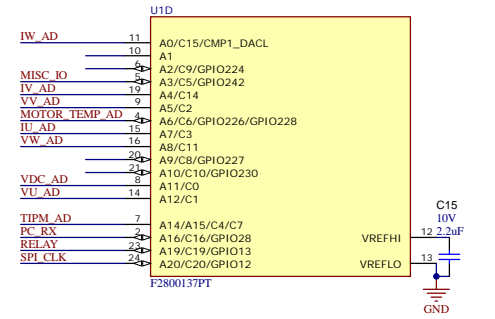 U1D
IW_AD 11 A0/C15/CMP1_DACL
10 A1
6 A2/C9/GPIO224
MISC_IO 5 A3/C5/GPIO242
IV_AD 19 A4/C14
VV_AD 9 A5/C2
MOTOR_TEMP_AD 4 A6/C6/GPIO226/GPIO228
IU_AD 15 A7/C3
VW_AD 16 A8/C11
20 A9/C8/GPIO227
21 A10/C10/GPIO230
VDC_AD 8 A11/C0
VU_AD 14 A12/C1
TIPM_AD 7 A14/A15/C4/C7
PC_RX 2 A16/C16/GPIO28
RELAY 23 A19/C19/GPIO13
SPI_CLK 24 A20/C20/GPIO12
VREFHI 12
VREFLO 13
C15
10V
2.2uF
F2800137PT
GND